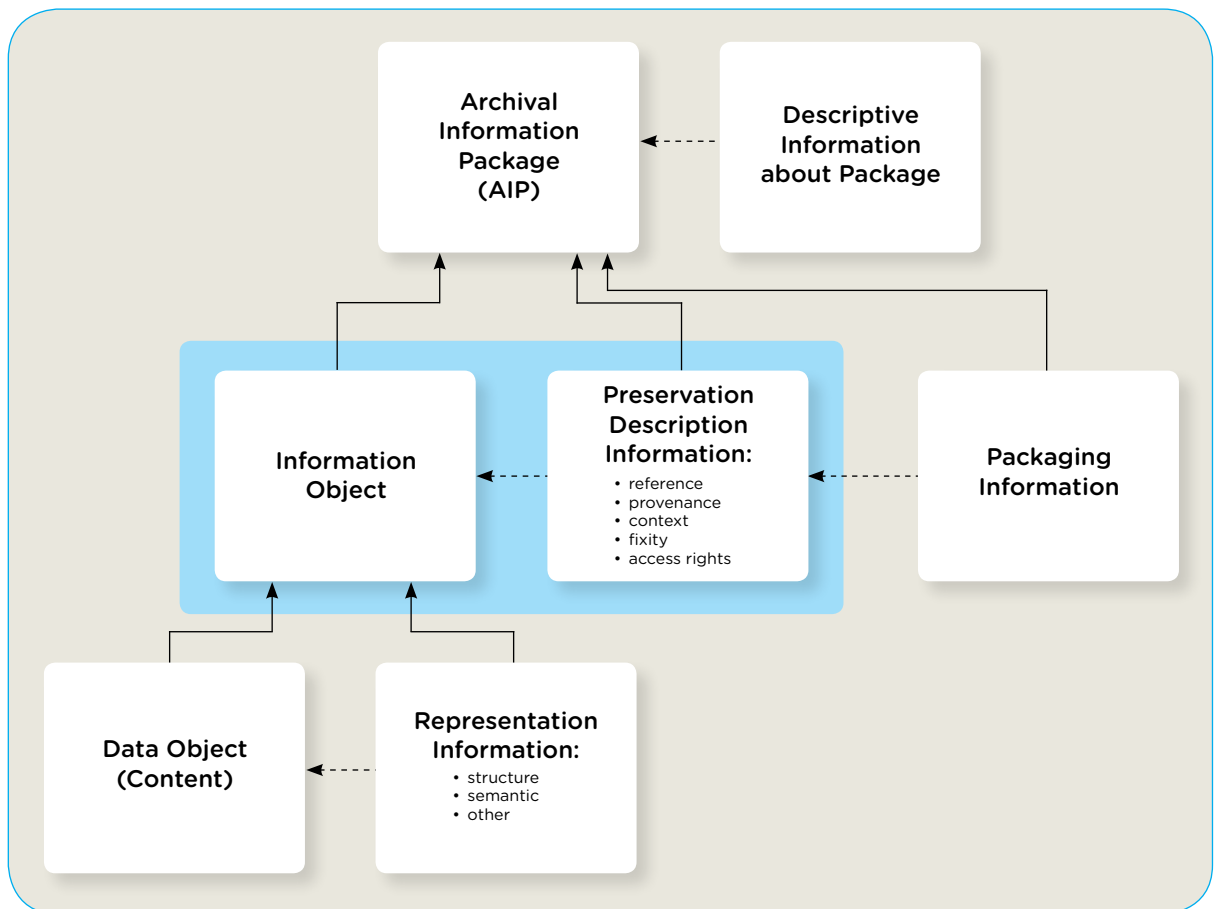 Archival
Information
Package
(AIP)
Descriptive
Information
about Package
Information
Object
Preservation
Description
Information:
• reference
• provenance
• context
• fixity
• access rights
Packaging
Information
Data Object
(Content)
Representation
Information:
• structure
• semantic
• other